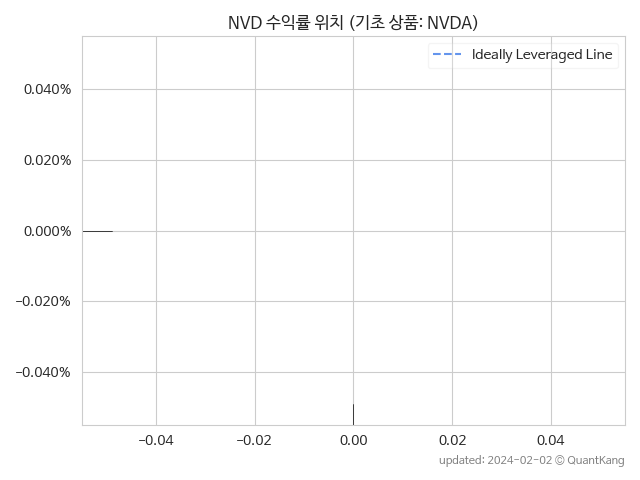 NVD 수익률 위치 (기초 상품: NVDA)
Ideally Leveraged Line
0.040%
0.020%
0.000%
−0.020%
−0.040%
−0.04 −0.02 0.00 0.02 0.04
updated: 2024-02-02 © QuantKang